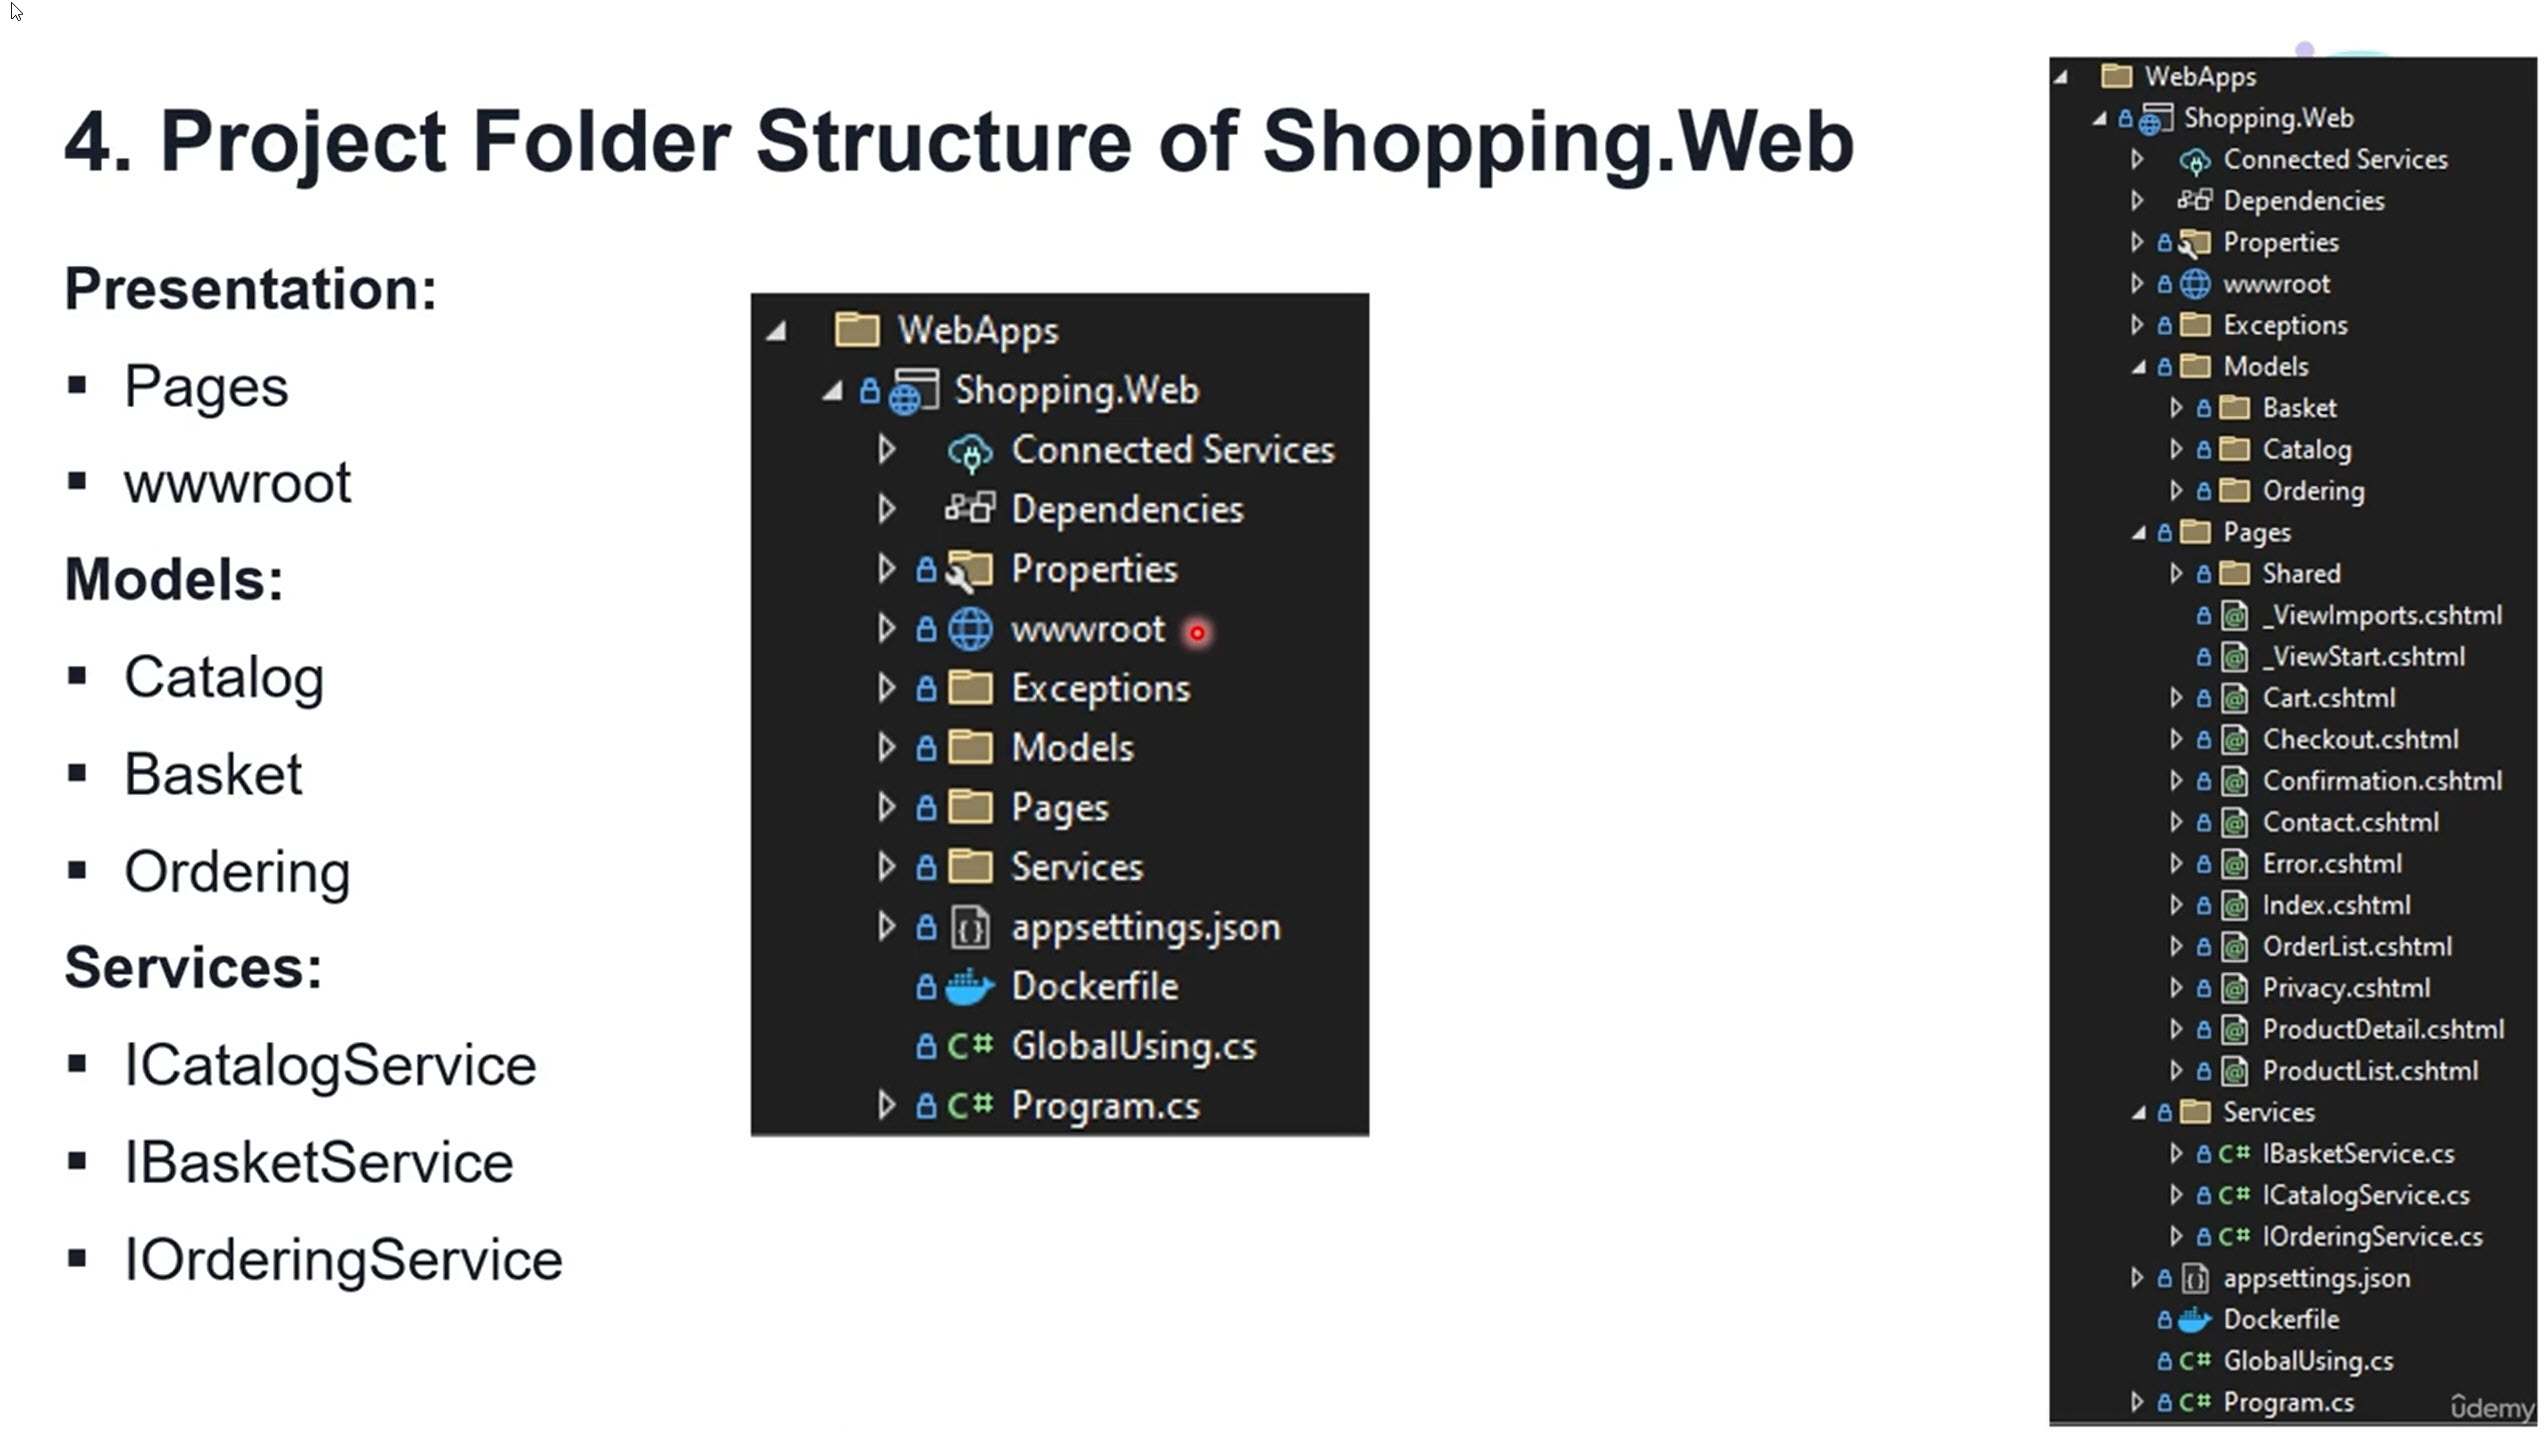 4. Project Folder Structure of Shopping.Web
Presentation:
▪ Pages
▪ wwwroot
Models:
▪ Catalog
▪ Basket
▪ Ordering
Services:
▪ ICatalogService
▪ IBasketService
▪ IOrderingService
WebApps
Shopping.Web
Connected Services
Dependencies
Properties
wwwroot
Exceptions
Models
Pages
Services
appsettings.json
Dockerfile
C# GlobalUsing.cs
C# Program.cs
WebApps
Shopping.Web
Connected Services
Dependencies
Properties
wwwroot
Exceptions
Models
Basket
Catalog
Ordering
Pages
Shared
_ViewImports.cshtml
_ViewStart.cshtml
Cart.cshtml
Checkout.cshtml
Confirmation.cshtml
Contact.cshtml
Error.cshtml
Index.cshtml
OrderList.cshtml
Privacy.cshtml
ProductDetail.cshtml
ProductList.cshtml
Services
C# IBasketService.cs
C# ICatalogService.cs
C# IOrderingService.cs
appsettings.json
Dockerfile
C# GlobalUsing.cs
C# Program.cs
ûdemy